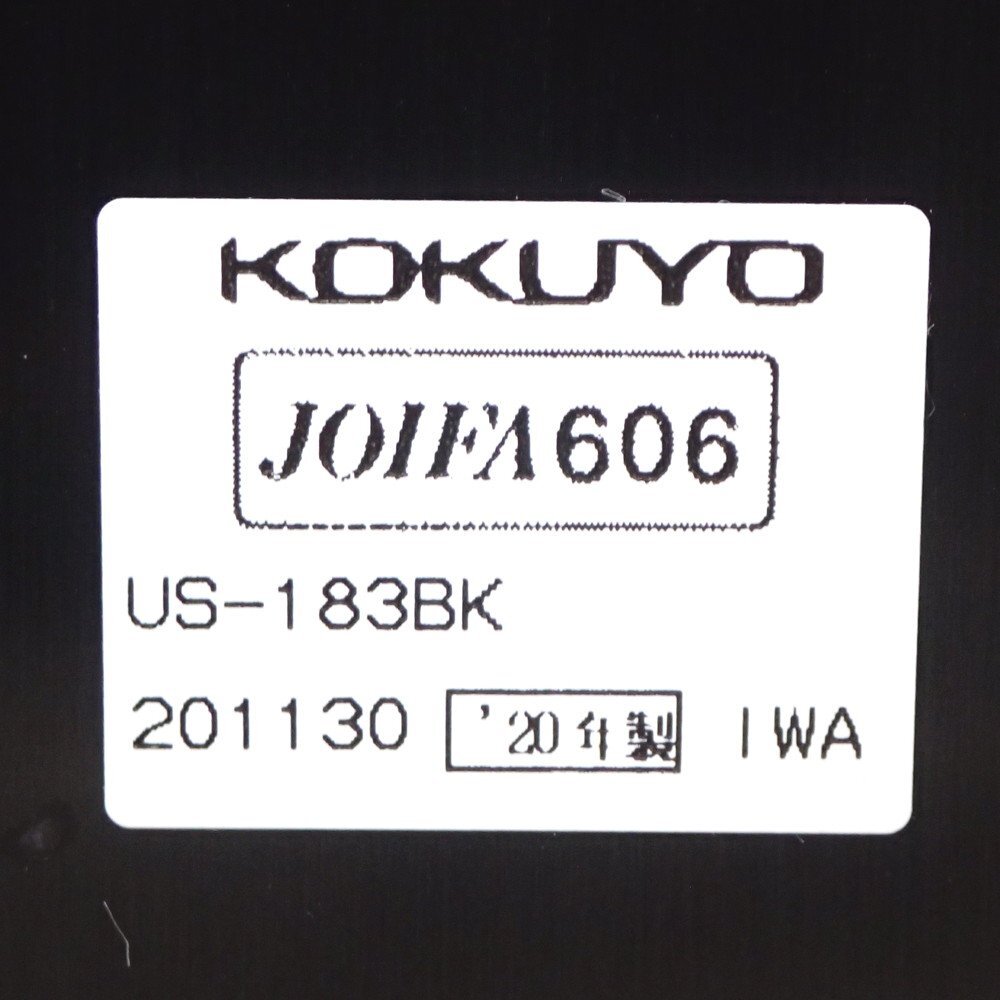 KOKUYO
JOIFA606
US-183BK
201130 '20年製 IWA